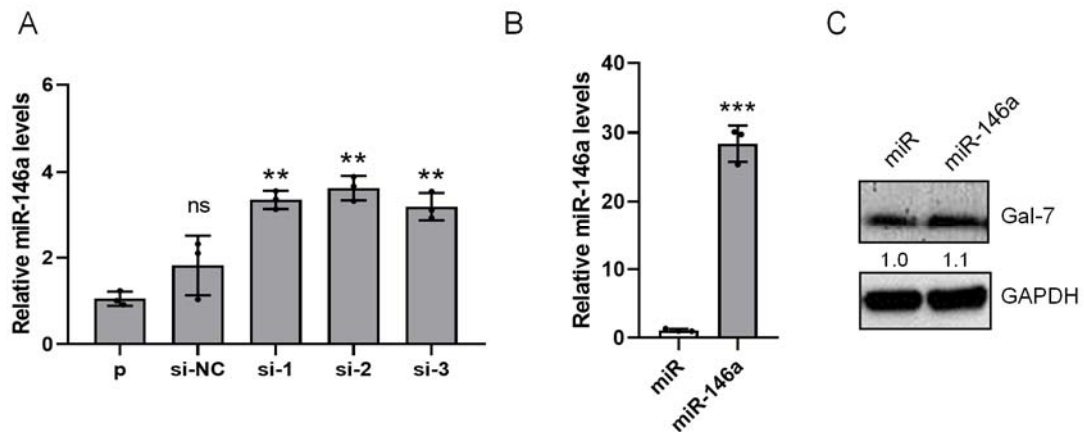 A
Relative miR-146a levels
6
4
2
0
ns
**
**
**
p
si-NC
si-1
si-2
si-3
B
Relative miR-146a levels
40
30
20
10
0
***
miR
miR-146a
C
miR
miR-146a
Gal-7
1.0
1.1
GAPDH